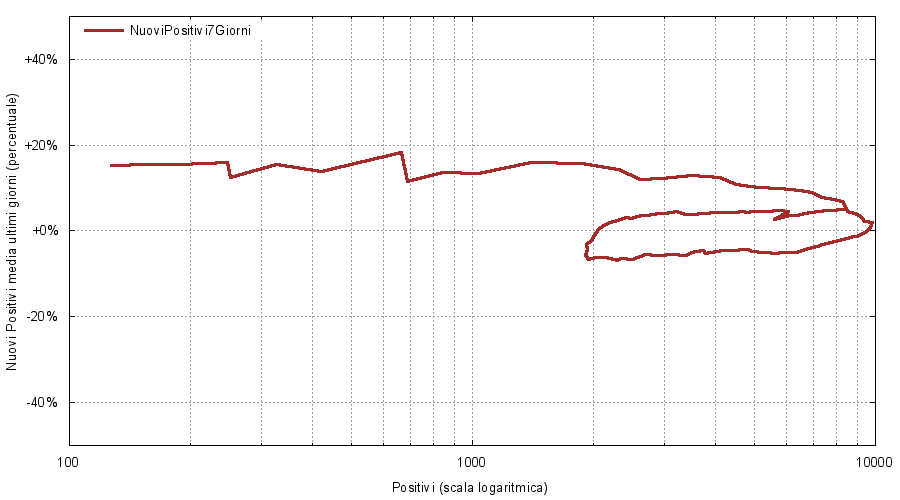 NuoviPositivi7Giorni
+40%
+20%
+0%
-20%
-40%
Nuovi Positivi media ultimi giorni (percentuale)
100
1000
10000
Positivi (scala logaritmica)